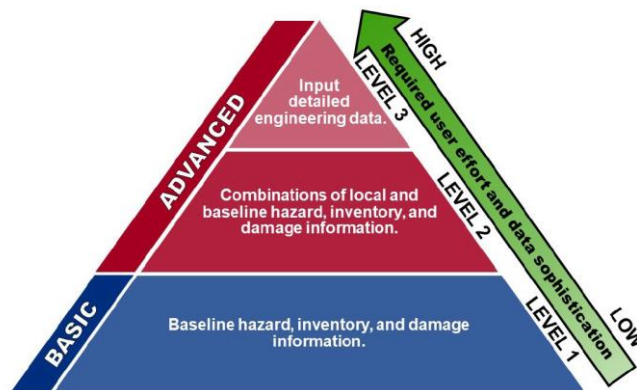 HIGH
Required user effort and data sophistication
LOW
ADVANCED
BASIC
LEVEL 3
Input
detailed
engineering data.
LEVEL 2
Combinations of local and
baseline hazard, inventory, and
damage information.
LEVEL 1
Baseline hazard, inventory, and damage
information.